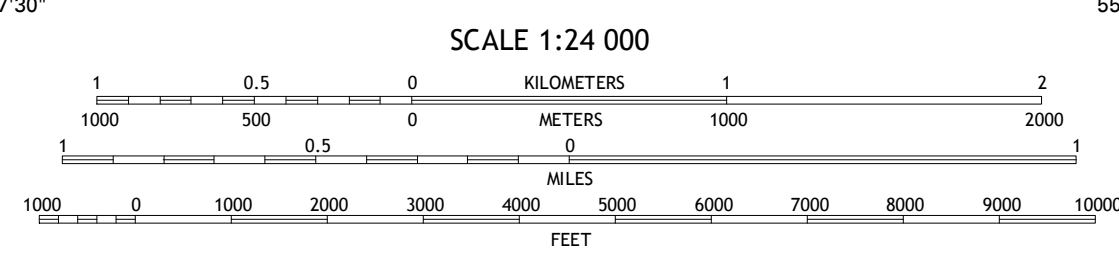 7'30" 55
SCALE 1:24 000
1 0.5 0 KILOMETERS 1 2
1000 500 0 METERS 1000 2000
1 0.5 0 1
MILES
1000 0 1000 2000 3000 4000 5000 6000 7000 8000 9000 10000
FEET